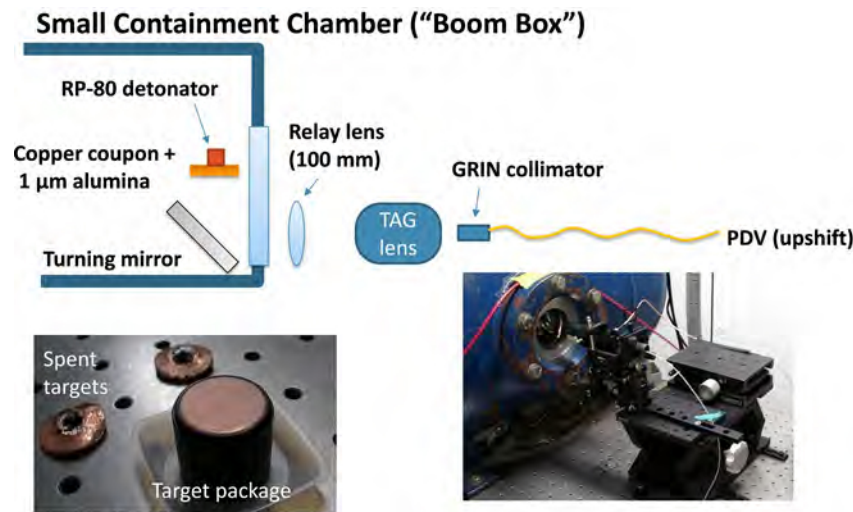 Small Containment Chamber (“Boom Box”)
RP-80 detonator
Relay lens
(100 mm)
Copper coupon +
1 μm alumina
GRIN collimator
TAG
lens
PDV (upshift)
Turning mirror
Spent
targets
Target package